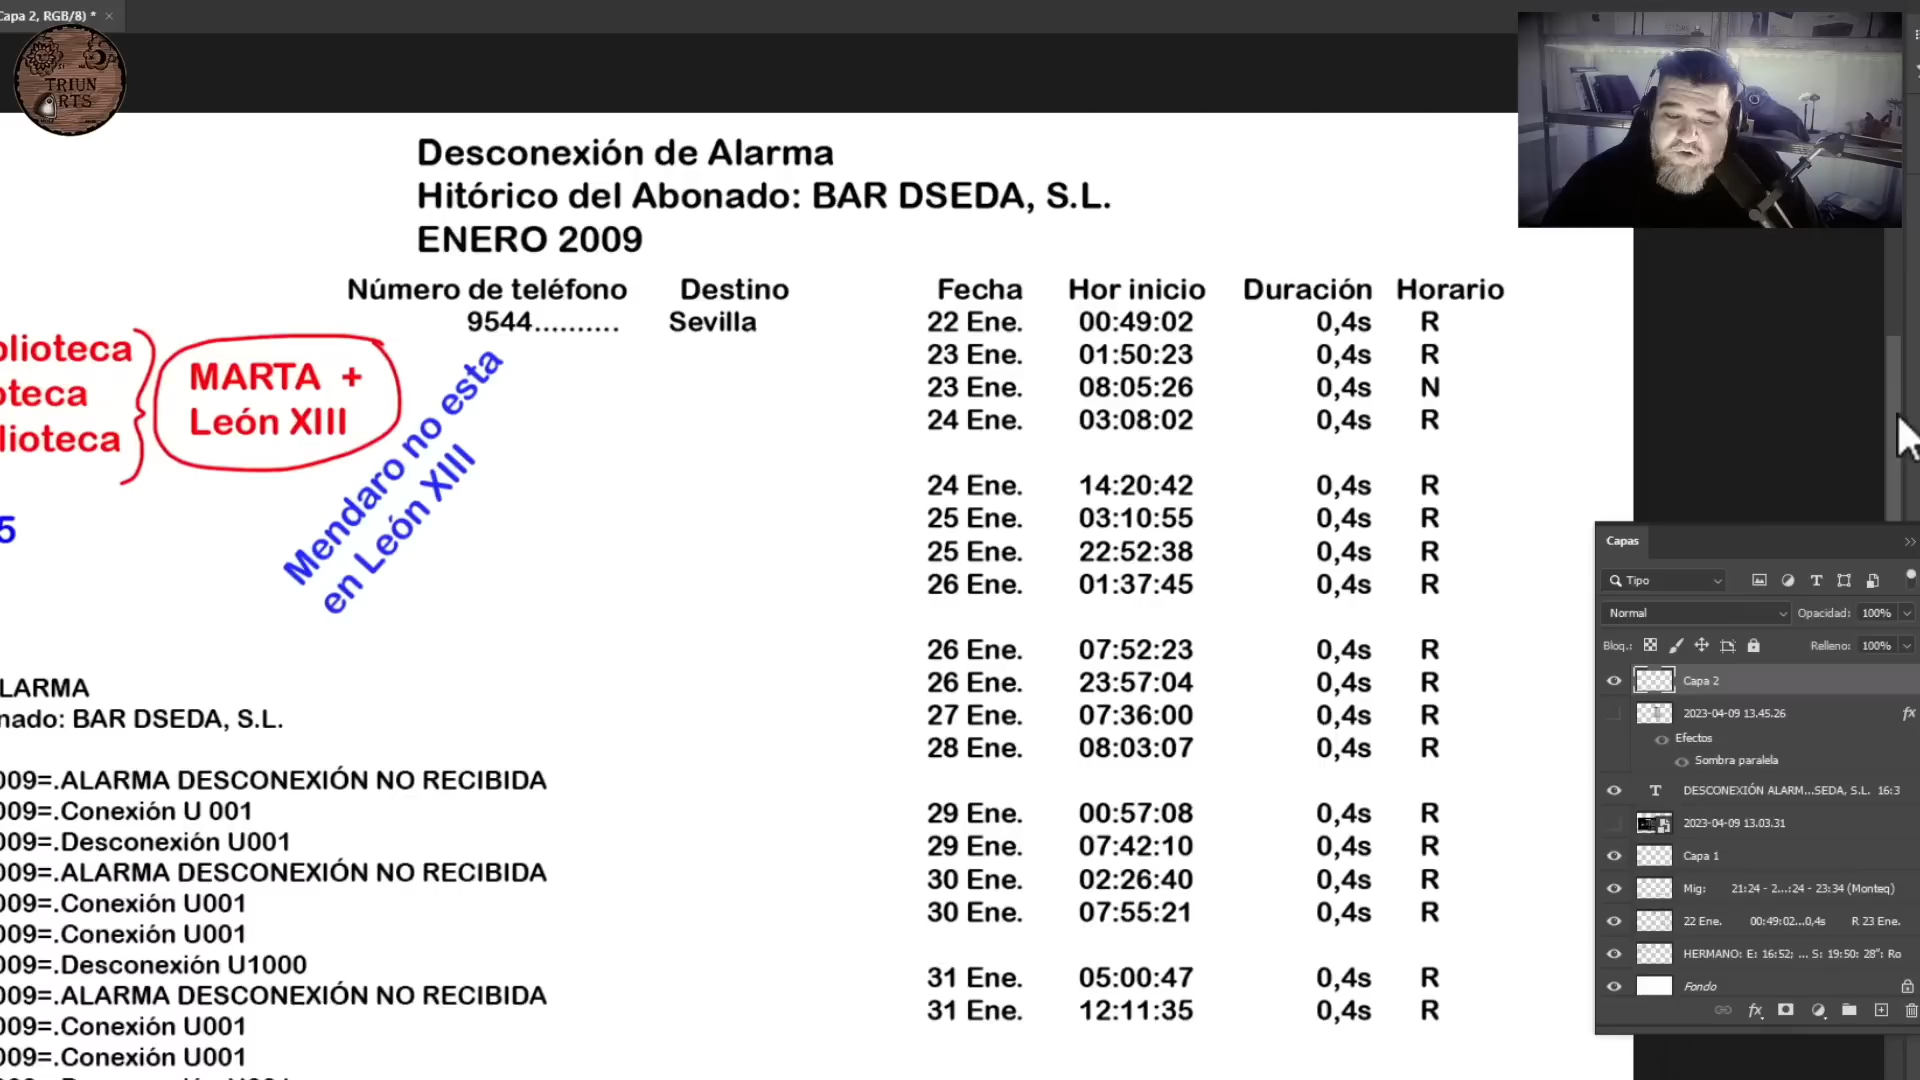 Capa 2, RGB/8) * ×
TRIUN
ARTS
Desconexión de Alarma
Hitórico del Abonado: BAR DSEDA, S.L.
ENERO 2009
Número de teléfono Destino Fecha Hor inicio Duración Horario
9544.......... Sevilla 22 Ene. 00:49:02 0,4s R
23 Ene. 01:50:23 0,4s R
23 Ene. 08:05:26 0,4s N
24 Ene. 03:08:02 0,4s R
24 Ene. 14:20:42 0,4s R
25 Ene. 03:10:55 0,4s R
25 Ene. 22:52:38 0,4s R
26 Ene. 01:37:45 0,4s R
26 Ene. 07:52:23 0,4s R
26 Ene. 23:57:04 0,4s R
27 Ene. 07:36:00 0,4s R
28 Ene. 08:03:07 0,4s R
29 Ene. 00:57:08 0,4s R
29 Ene. 07:42:10 0,4s R
30 Ene. 02:26:40 0,4s R
30 Ene. 07:55:21 0,4s R
31 Ene. 05:00:47 0,4s R
31 Ene. 12:11:35 0,4s R
blioteca
oteca
lioteca
MARTA +
León XIII
Mendaro no esta
en León XIII
5
LARMA
nado: BAR DSEDA, S.L.
009=.ALARMA DESCONEXIÓN NO RECIBIDA
009=.Conexión U 001
009=.Desconexión U001
009=.ALARMA DESCONEXIÓN NO RECIBIDA
009=.Conexión U001
009=.Conexión U001
009=.Desconexión U1000
009=.ALARMA DESCONEXIÓN NO RECIBIDA
009=.Conexión U001
009=.Conexión U001
Capas
Tipo
Normal Opacidad: 100%
Bloq.: Relleno: 100%
Capa 2
2023-04-09 13.45.26 fx
Efectos
Sombra paralela
T DESCONEXIÓN ALARM...SEDA, S.L. 16:3
2023-04-09 13.03.31
Capa 1
Mig: 21:24 - 2...:24 - 23:34 (Monteq)
22 Ene. 00:49:02...0,4s R 23 Ene.
HERMANO: E: 16:52; ... S: 19:50: 28": Ro
Fondo
fx